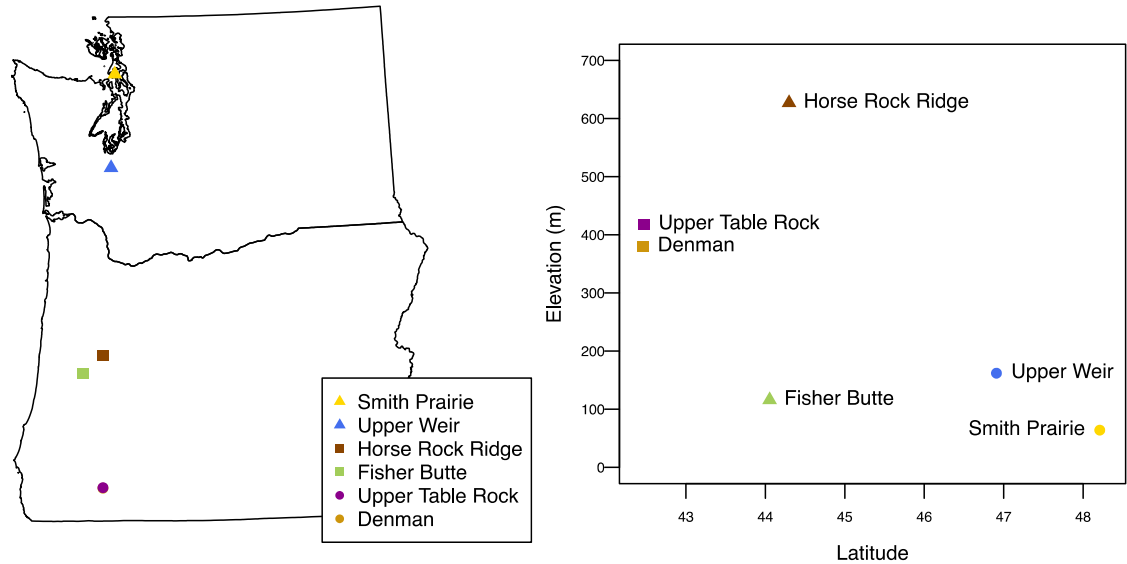 Smith Prairie
Upper Weir
Horse Rock Ridge
Fisher Butte
Upper Table Rock
Denman
700
600
500
400
300
200
100
0
Elevation (m)
Horse Rock Ridge
Upper Table Rock
Denman
Upper Weir
Fisher Butte
Smith Prairie
43 44 45 46 47 48
Latitude